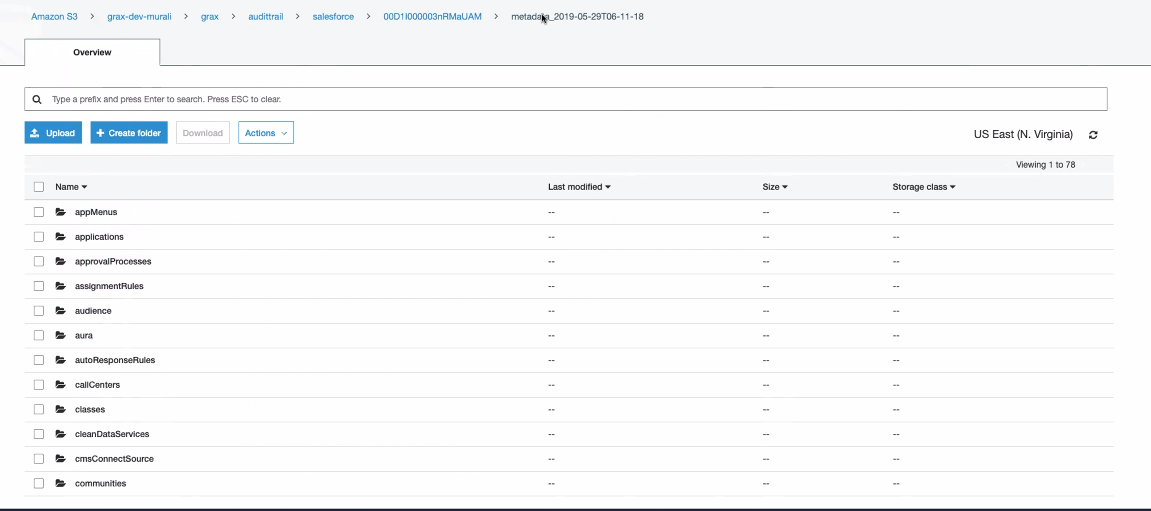 Amazon S3 > grax-dev-murali > grax > audittrail > salesforce > 00D1I000003nRMaUAM > metadata_2019-05-29T06-11-18
Overview
Type a prefix and press Enter to search. Press ESC to clear.
Upload + Create folder Download Actions US East (N. Virginia)
Viewing 1 to 78
Name Last modified Size Storage class
appMenus -- -- --
applications -- -- --
approvalProcesses -- -- --
assignmentRules -- -- --
audience -- -- --
aura -- -- --
autoResponseRules -- -- --
callCenters -- -- --
classes -- -- --
cleanDataServices -- -- --
cmsConnectSource -- -- --
communities -- -- --